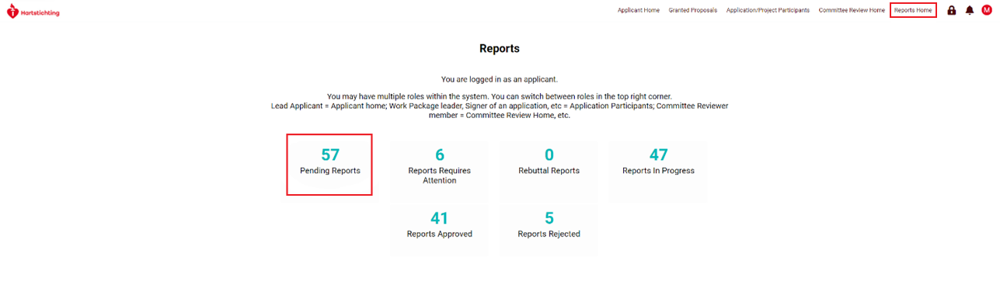 Hartstichting
Applicant Home Granted Proposals Application/Project Participants Committee Review Home Reports Home M
Reports
You are logged in as an applicant.
You may have multiple roles within the system. You can switch between roles in the top right corner.
Lead Applicant = Applicant home; Work Package leader, Signer of an application, etc = Application Participants; Committee Reviewer
member = Committee Review Home, etc.
57
Pending Reports
6
Reports Requires
Attention
0
Rebuttal Reports
47
Reports In Progress
41
Reports Approved
5
Reports Rejected